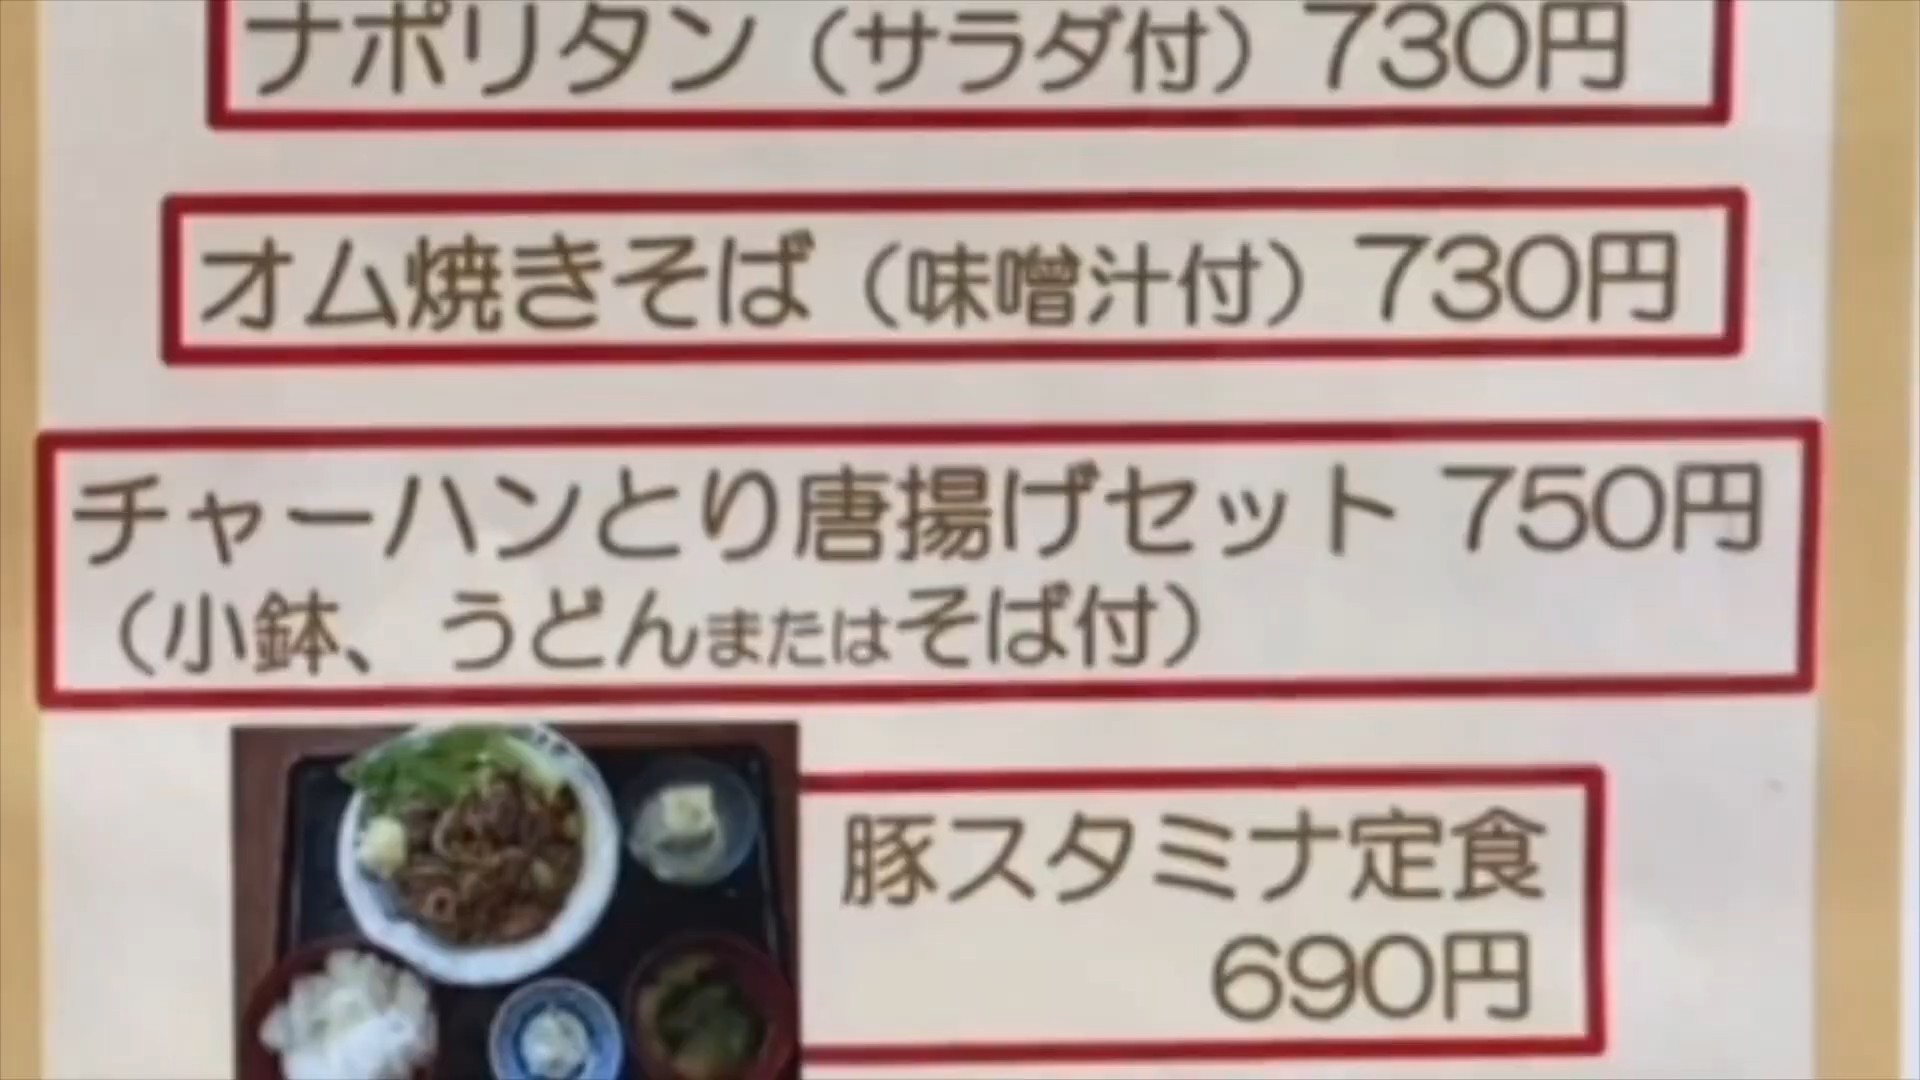 ナポリタン（サラダ付）730円
オム焼きそば（味噌汁付）730円
チャーハンとり唐揚げセット 750円
（小鉢、うどんまたはそば付）
豚スタミナ定食
690円